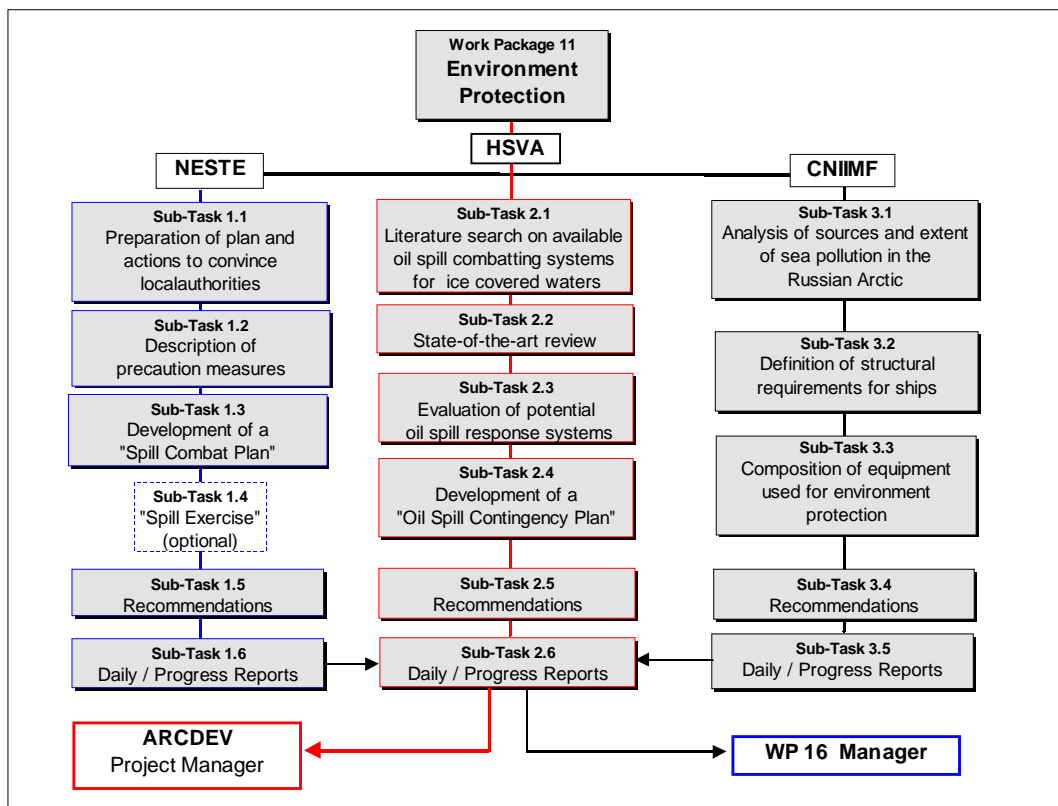 Work Package 11
Environment
Protection
HSVA
NESTE
CNIIMF
Sub-Task 1.1
Preparation of plan and
actions to convince
localauthorities
Sub-Task 1.2
Description of
precaution measures
Sub-Task 1.3
Development of a
"Spill Combat Plan"
Sub-Task 1.4
"Spill Exercise"
(optional)
Sub-Task 1.5
Recommendations
Sub-Task 1.6
Daily / Progress Reports
Sub-Task 2.1
Literature search on available
oil spill combatting systems
for ice covered waters
Sub-Task 2.2
State-of-the-art review
Sub-Task 2.3
Evaluation of potential
oil spill response systems
Sub-Task 2.4
Development of a
"Oil Spill Contingency Plan"
Sub-Task 2.5
Recommendations
Sub-Task 2.6
Daily / Progress Reports
Sub-Task 3.1
Analysis of sources and extent
of sea pollution in the
Russian Arctic
Sub-Task 3.2
Definition of structural
requirements for ships
Sub-Task 3.3
Composition of equipment
used for environment
protection
Sub-Task 3.4
Recommendations
Sub-Task 3.5
Daily / Progress Reports
ARCDEV
Project Manager
WP 16 Manager